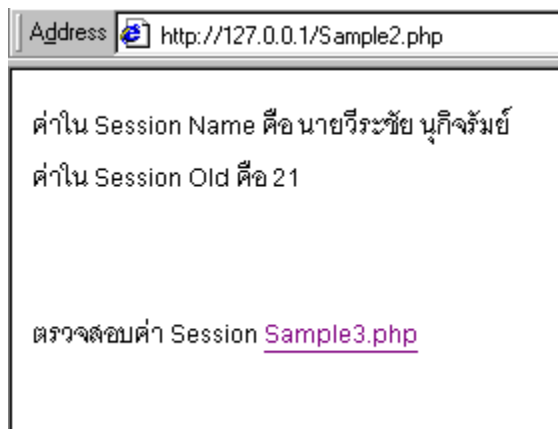 Address http://127.0.0.1/Sample2.php
ค่าใน Session Name คือ นายวีระชัย นุกิจรัมย์
ค่าใน Session Old คือ 21
ตรวจสอบค่า Session Sample3.php